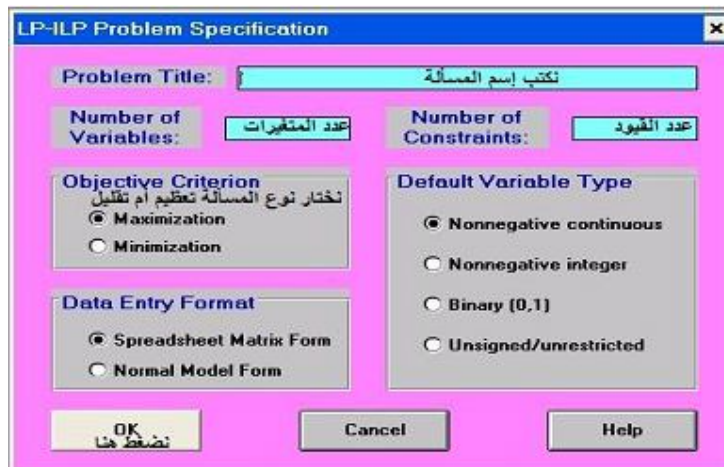 LP-ILP Problem Specification
Problem Title: نكتب إسم المسألة
Number of Variables: عدد المتغيرات
Number of Constraints: عدد القيود
Objective Criterion
نختار نوع المسألة تعظيم أم تقليل
Maximization
Minimization
Data Entry Format
Spreadsheet Matrix Form
Normal Model Form
Default Variable Type
Nonnegative continuous
Nonnegative integer
Binary (0,1)
Unsigned/unrestricted
OK
نضغط هنا
Cancel
Help